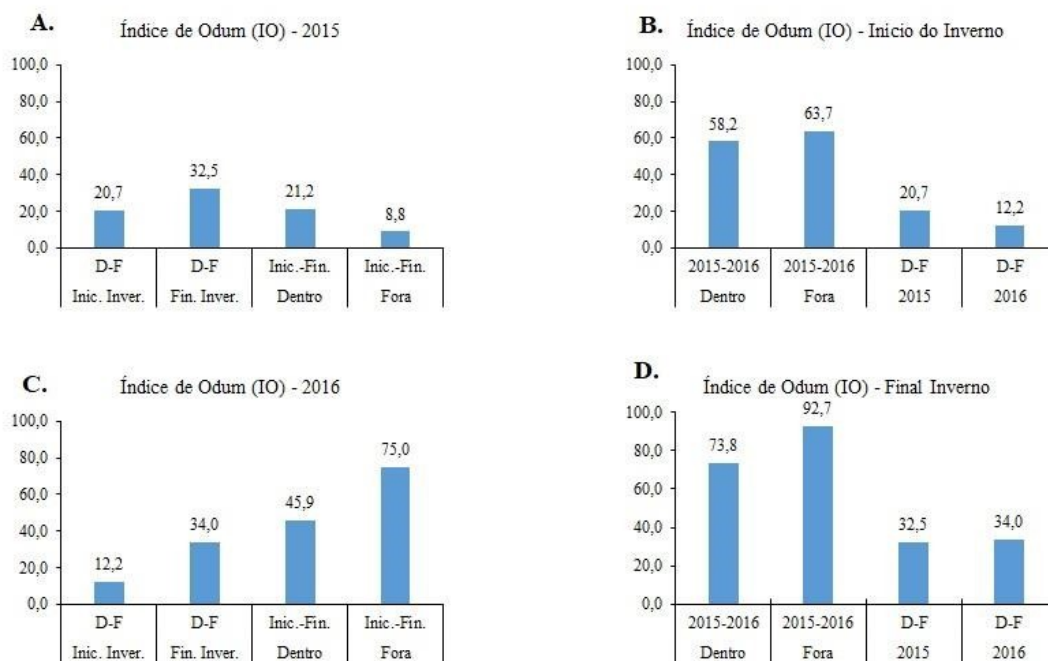 A.
Índice de Odum (IO) - 2015
100,0
80,0
60,0
40,0
20,0
0,0
20,7
32,5
21,2
8,8
D-F
D-F
Inic.-Fin.
Inic.-Fin.
Inic. Inver.
Fin. Inver.
Dentro
Fora
B.
Índice de Odum (IO) - Inicio do Inverno
100,0
80,0
60,0
40,0
20,0
0,0
58,2
63,7
20,7
12,2
2015-2016
2015-2016
D-F
D-F
Dentro
Fora
2015
2016
C.
Índice de Odum (IO) - 2016
100,0
80,0
60,0
40,0
20,0
0,0
12,2
34,0
45,9
75,0
D-F
D-F
Inic.-Fin.
Inic.-Fin.
Inic. Inver.
Fin. Inver.
Dentro
Fora
D.
Índice de Odum (IO) - Final Inverno
100,0
80,0
60,0
40,0
20,0
0,0
73,8
92,7
32,5
34,0
2015-2016
2015-2016
D-F
D-F
Dentro
Fora
2015
2016